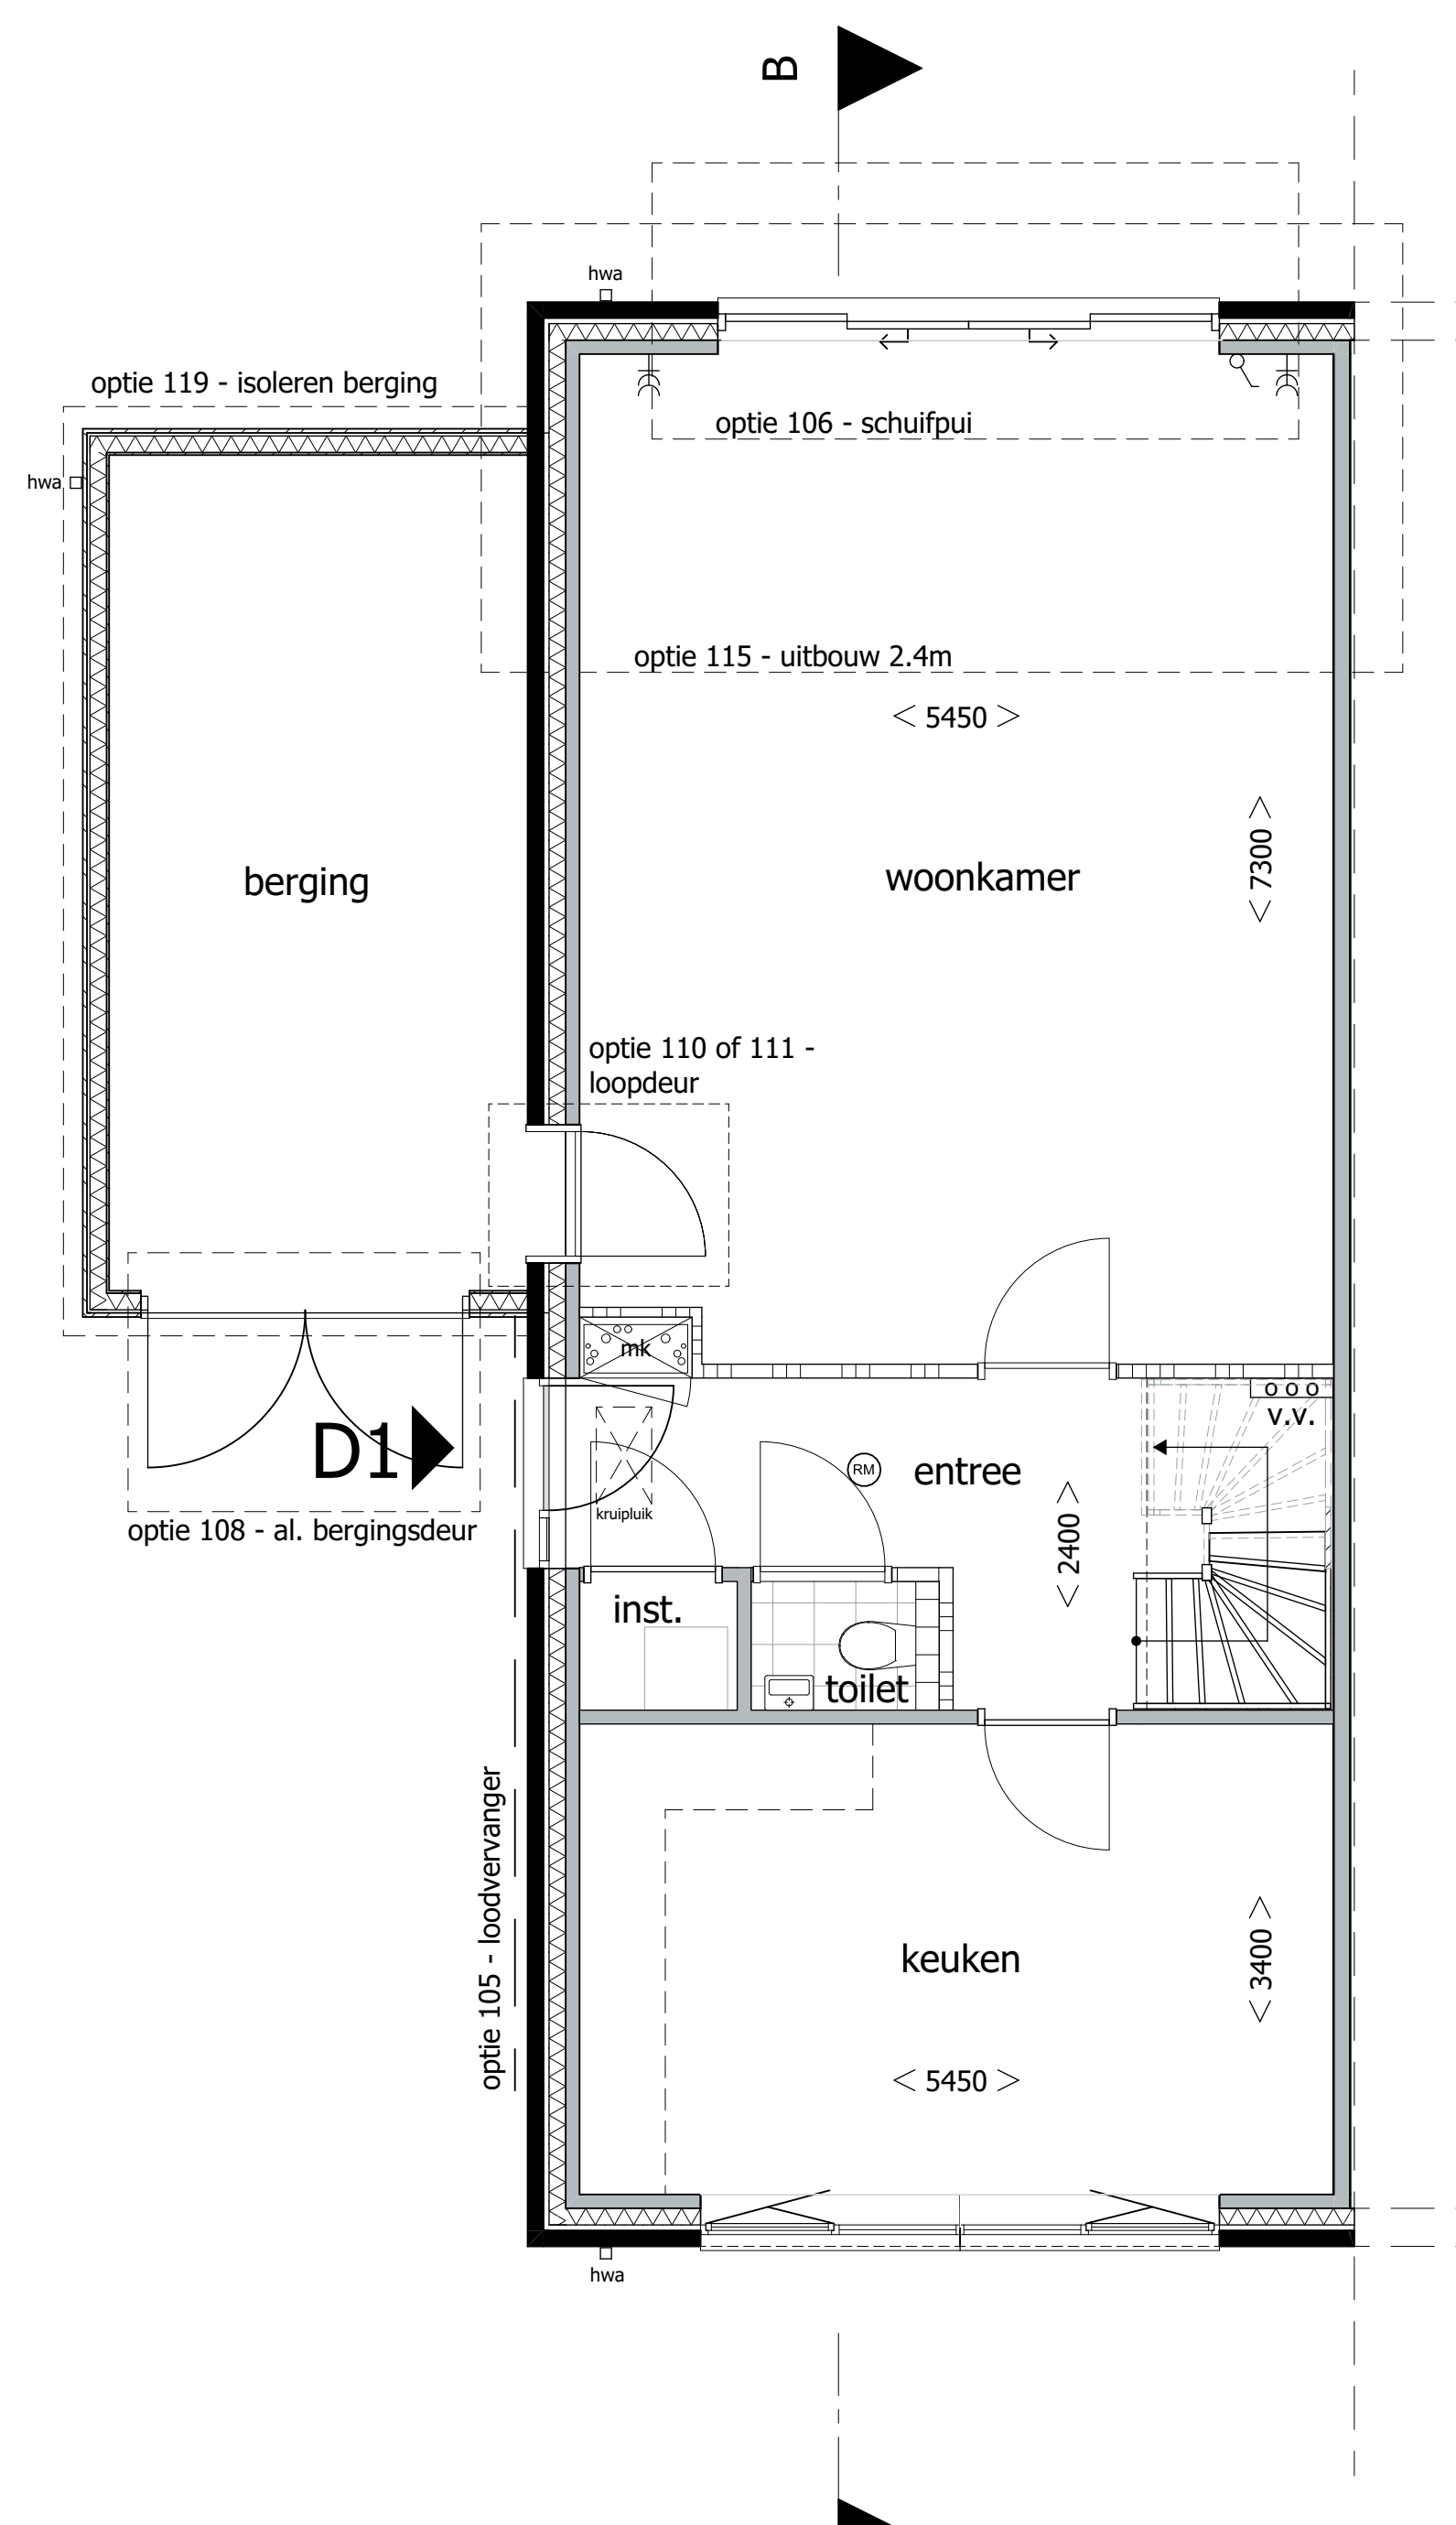 B
hwa
optie 119 - isoleren berging
optie 106 - schuifpui
hwa
optie 115 - uitbouw 2.4m
< 5450 >
< 7300 >
berging
woonkamer
optie 110 of 111 -
loopdeur
mk
v.v.
D1
RM
entree
kruipluik
optie 108 - al. bergingsdeur
< 2400 >
inst.
toilet
optie 105 - loodvervanger
keuken
< 3400 >
< 5450 >
hwa